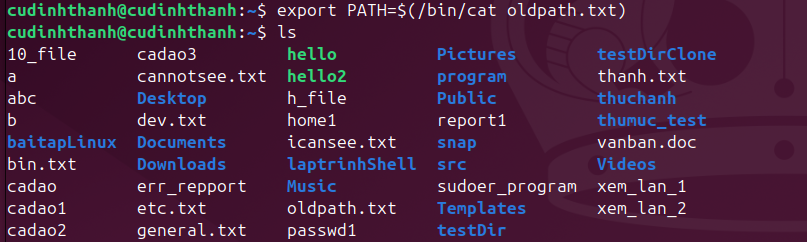 cudinhthanh@cudinhthanh:~$ export PATH=$(/bin/cat oldpath.txt)
cudinhthanh@cudinhthanh:~$ ls
10_file cadao3 hello Pictures testDirClone
a cannotsee.txt hello2 program thanh.txt
abc Desktop h_file Public thuchanh
b dev.txt home1 report1 thumuc_test
baitapLinux Documents icansee.txt snap vanban.doc
bin.txt Downloads laptrinhShell src Videos
cadao err_repport Music sudoer_program xem_lan_1
cadao1 etc.txt oldpath.txt Templates xem_lan_2
cadao2 general.txt passwd1 testDir